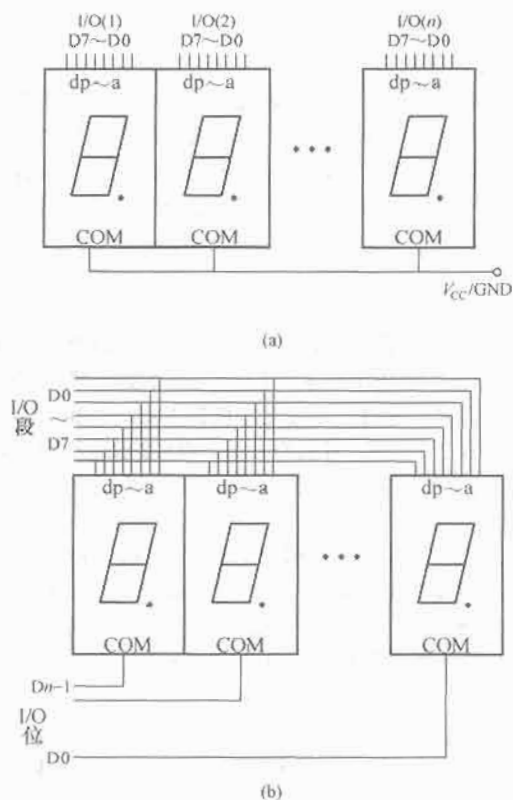 I/O(1) I/O(2) I/O(n)
D7～D0 D7～D0 D7～D0
dp～a dp～a dp～a
COM COM COM
VCC/GND
(a)
D0
I/O ～
段
D7
dp～a dp～a dp～a
COM COM COM
Dn-1
I/O
位
D0
(b)